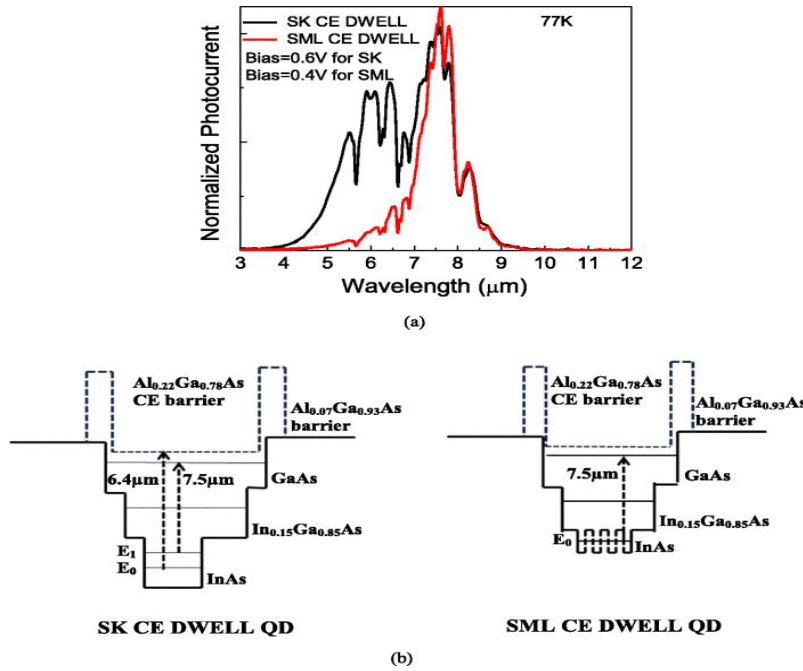 SK CE DWELL
SML CE DWELL
Bias=0.6V for SK
Bias=0.4V for SML
77K
Normalized Photocurrent
3 4 5 6 7 8 9 10 11 12
Wavelength (μm)
(a)
Al₀.₂₂Ga₀.₇₈As
CE barrier
Al₀.₀₇Ga₀.₉₃As
barrier
6.4μm
7.5μm
GaAs
In₀.₁₅Ga₀.₈₅As
E₁
E₀
InAs
SK CE DWELL QD
Al₀.₂₂Ga₀.₇₈As
CE barrier
Al₀.₀₇Ga₀.₉₃As
barrier
7.5μm
GaAs
In₀.₁₅Ga₀.₈₅As
E₀
InAs
SML CE DWELL QD
(b)